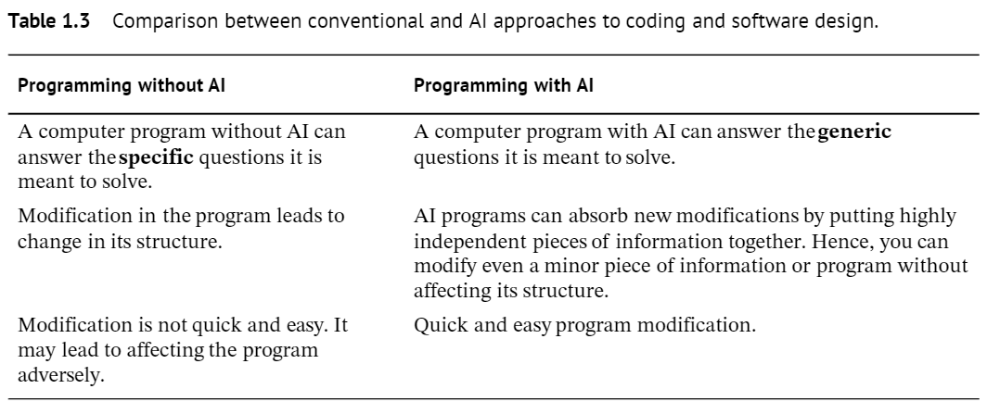 Table 1.3 Comparison between conventional and AI approaches to coding and software design.
Programming without AI
Programming with AI
A computer program without AI can
answer the specific questions it is
meant to solve.
A computer program with AI can answer the generic
questions it is meant to solve.
Modification in the program leads to
change in its structure.
AI programs can absorb new modifications by putting highly
independent pieces of information together. Hence, you can
modify even a minor piece of information or program without
affecting its structure.
Modification is not quick and easy. It
may lead to affecting the program
adversely.
Quick and easy program modification.